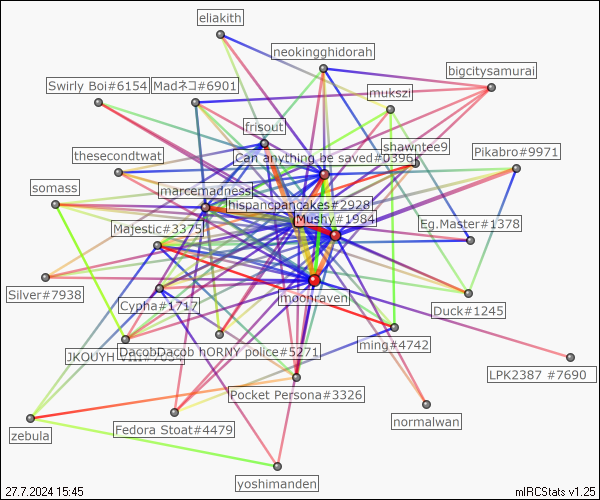 eliakith
neokingghidorah
bigcitysamurai
Swirly Boi#6154
Madネコ#6901
mukszi
frisout
shawntee9
Pikabro#9971
thesecondtwat
Can anything be saved#0396
somass
marcemadness
hispancpancakes#2928
Mushy#1984
Majestic#3375
Eg.Master#1378
Silver#7938
Cypha#1717
moonraven
Duck#1245
JKOUYH
DacobDacob hORNY police#5271
ming#4742
LPK2387 #7690
Pocket Persona#3326
normalwan
zebula
Fedora Stoat#4479
yoshimanden
27.7.2024 15:45
mIRCStats v1.25